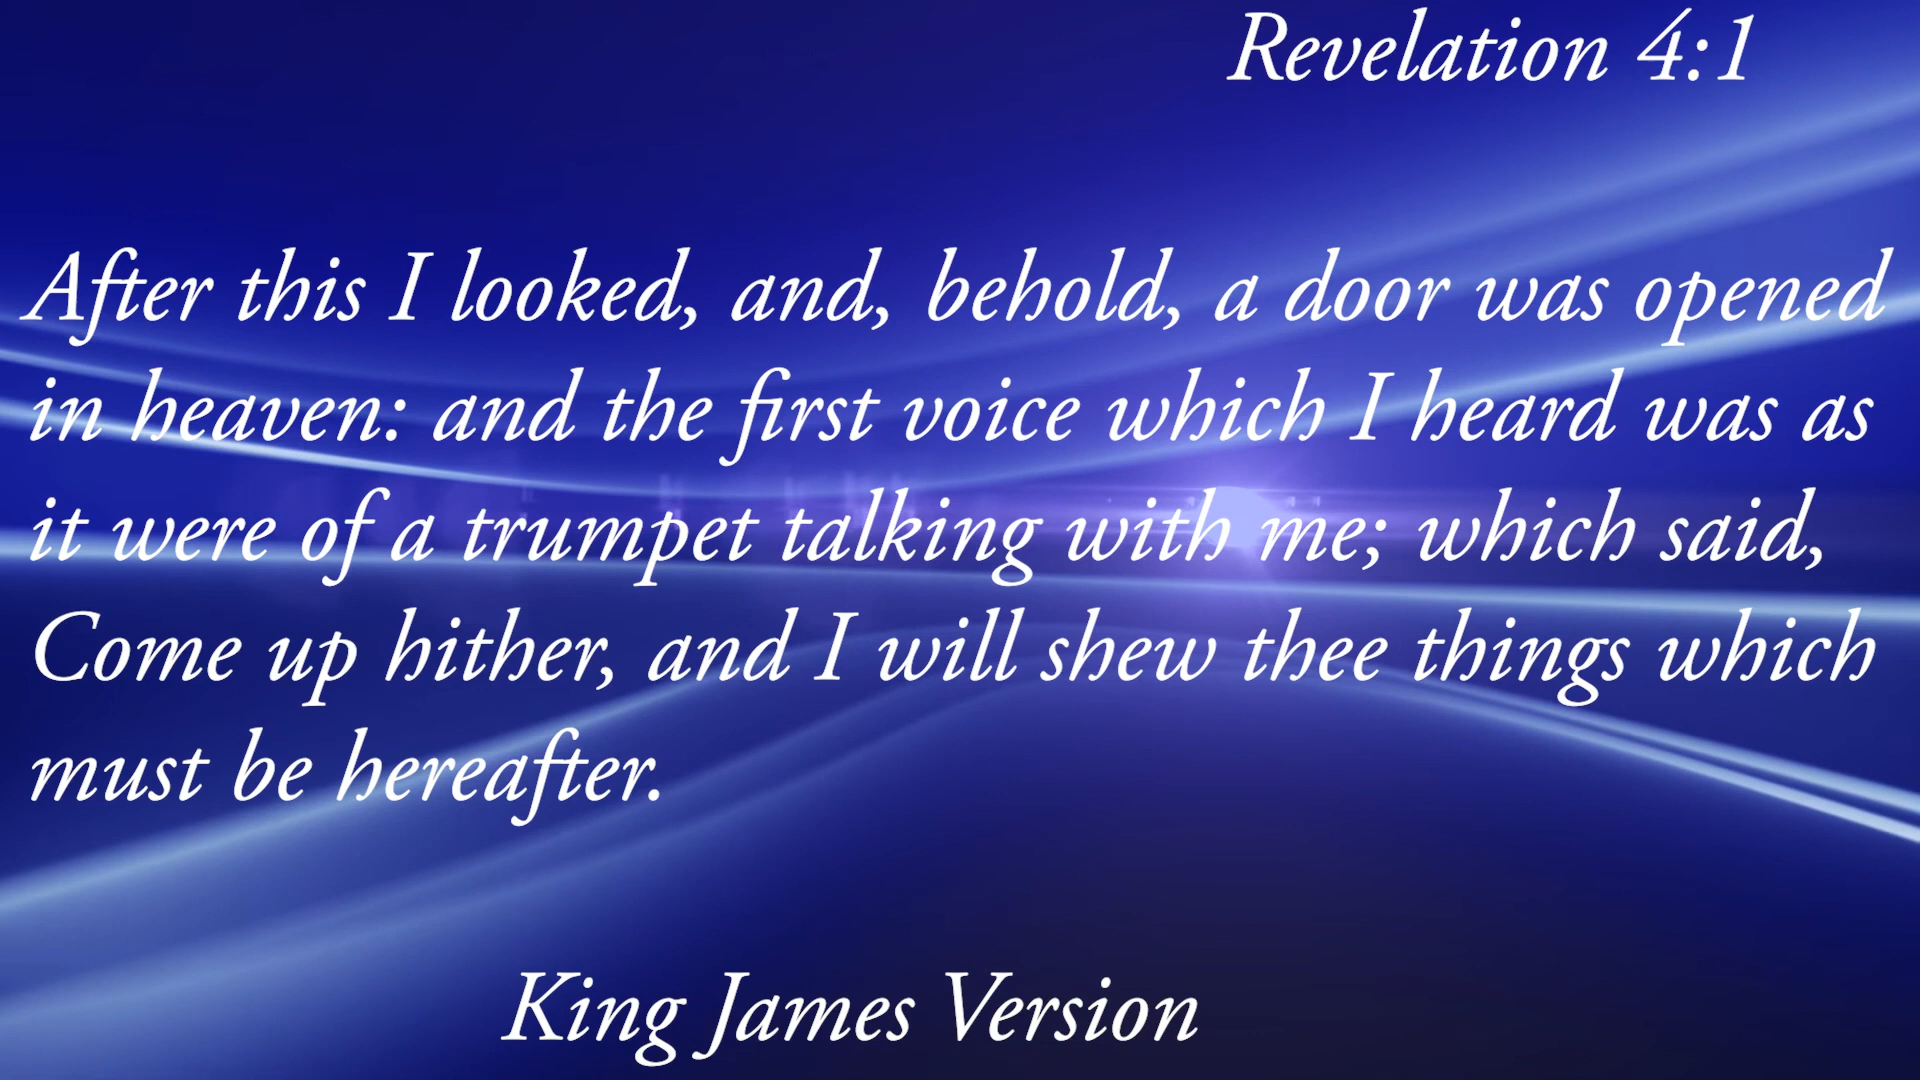 Revelation 4:1
After this I looked, and, behold, a door was opened
in heaven: and the first voice which I heard was as
it were of a trumpet talking with me; which said,
Come up hither, and I will shew thee things which
must be hereafter.
King James Version